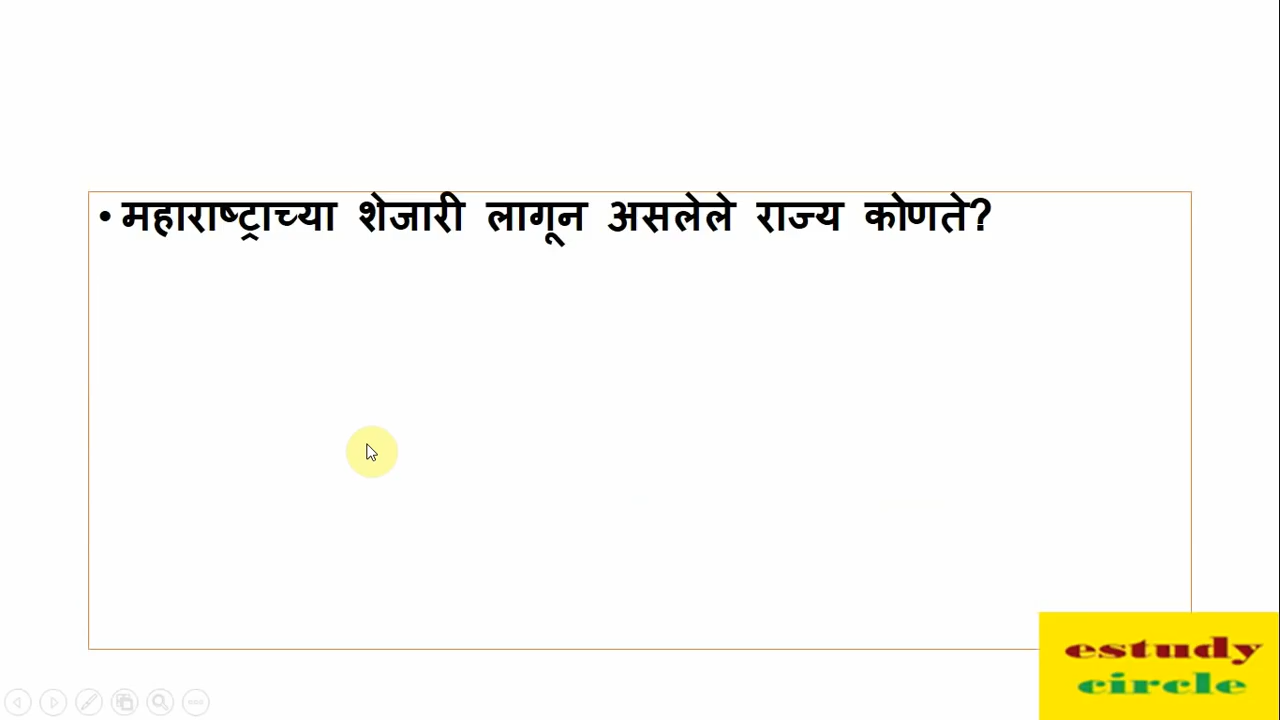 • महाराष्ट्राच्या शेजारी लागून असलेले राज्य कोणते?
estudy
circle